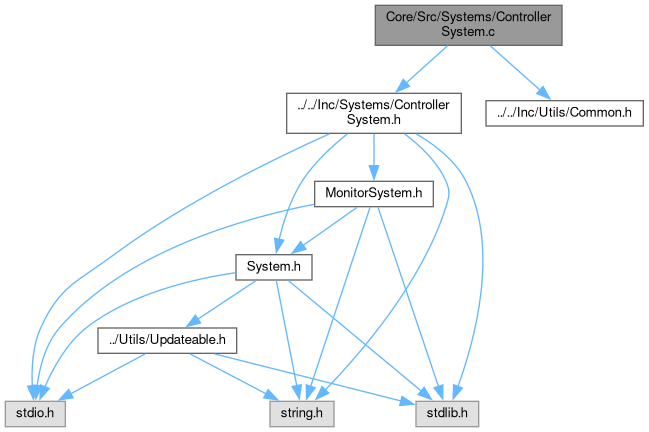 Core/Src/Systems/Controller
System.c
../../Inc/Systems/Controller
System.h
../../Inc/Utils/Common.h
MonitorSystem.h
System.h
../Utils/Updateable.h
stdio.h
string.h
stdlib.h